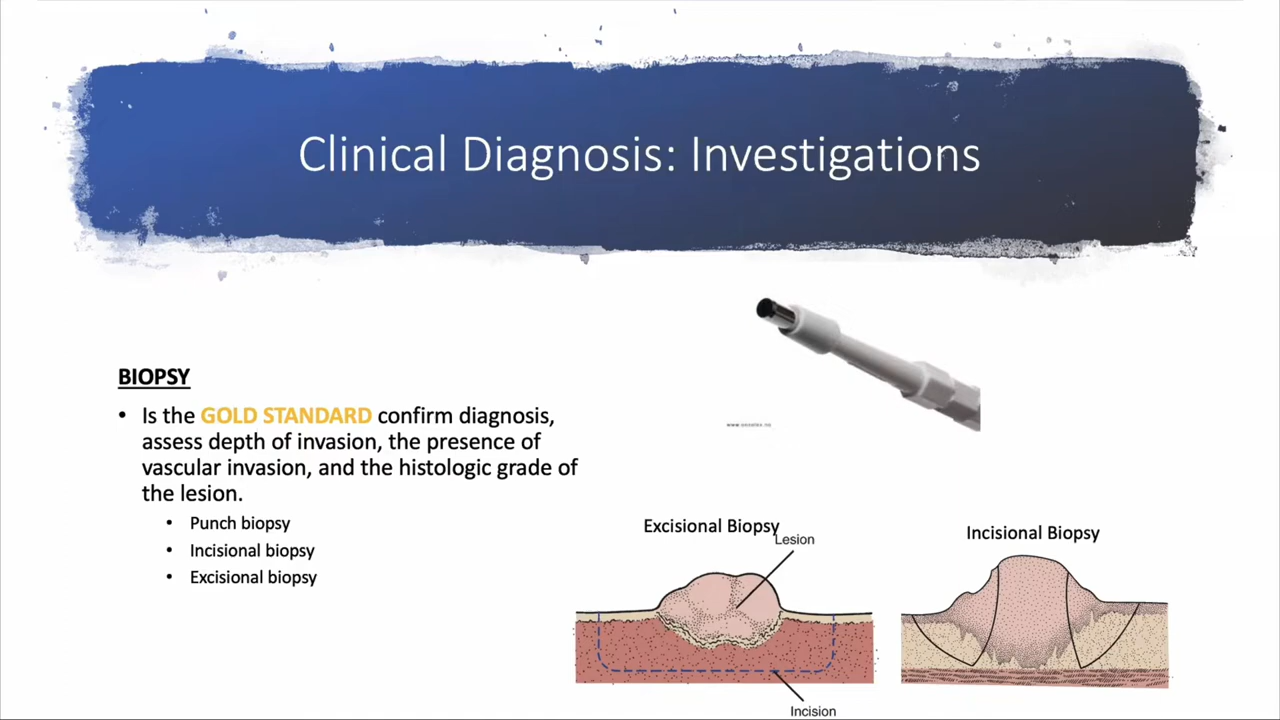 Clinical Diagnosis: Investigations
BIOPSY
• Is the GOLD STANDARD confirm diagnosis,
assess depth of invasion, the presence of
vascular invasion, and the histologic grade of
the lesion.
• Punch biopsy
• Incisional biopsy
• Excisional biopsy
Excisional Biopsy
Lesion
Incision
Incisional Biopsy